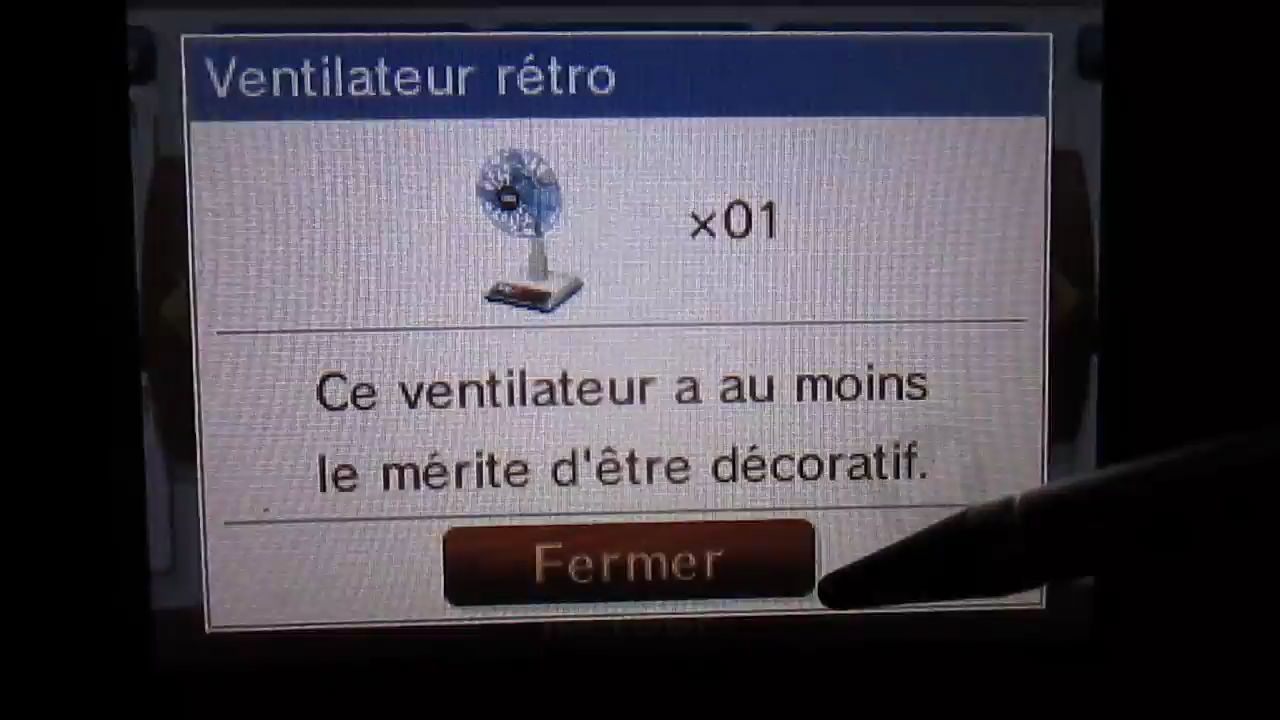 Ventilateur rétro
×01
Ce ventilateur a au moins
le mérite d'être décoratif.
Fermer